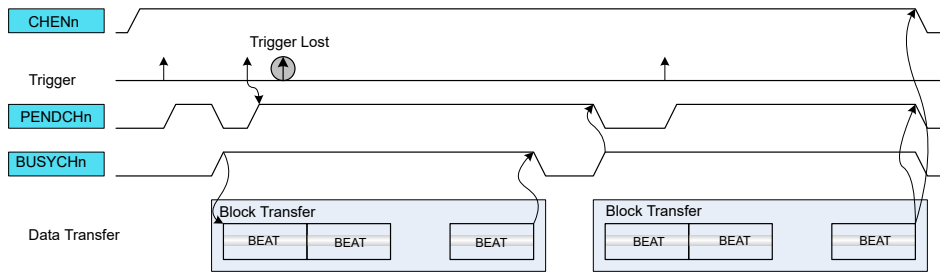 CHENn
Trigger Lost
Trigger
PENDCHn
BUSYCHn
Block Transfer
Block Transfer
Data Transfer
BEAT
BEAT
BEAT
BEAT
BEAT
BEAT